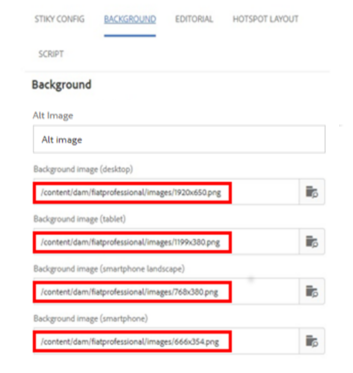 STIKY CONFIG BACKGROUND EDITORIAL HOTSPOT LAYOUT
SCRIPT
Background
Alt Image
Alt image
Background image (desktop)
/content/dam/fiatprofessional/images/1920x650.png
Background image (tablet)
/content/dam/fiatprofessional/images/1199x380.png
Background image (smartphone landscape)
/content/dam/fiatprofessional/images/768x380.png
Background image (smartphone)
/content/dam/fiatprofessional/images/666x354.png